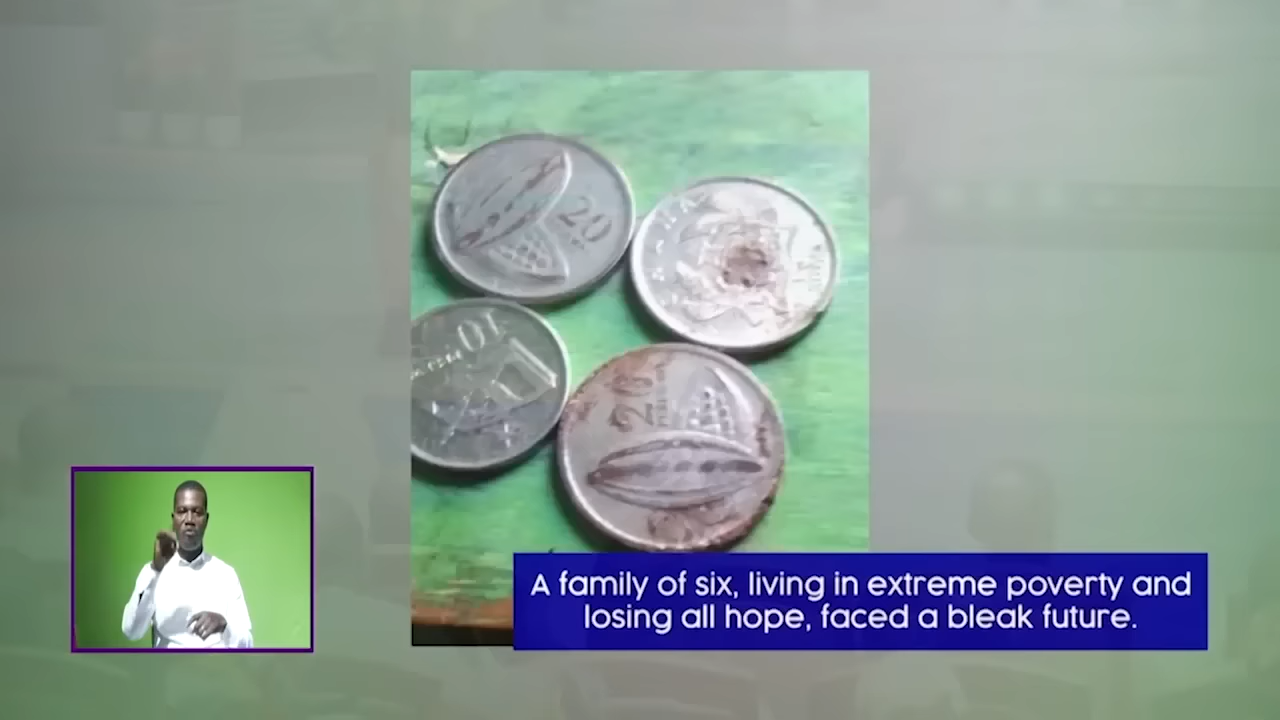 20
10
20
A family of six, living in extreme poverty and
losing all hope, faced a bleak future.